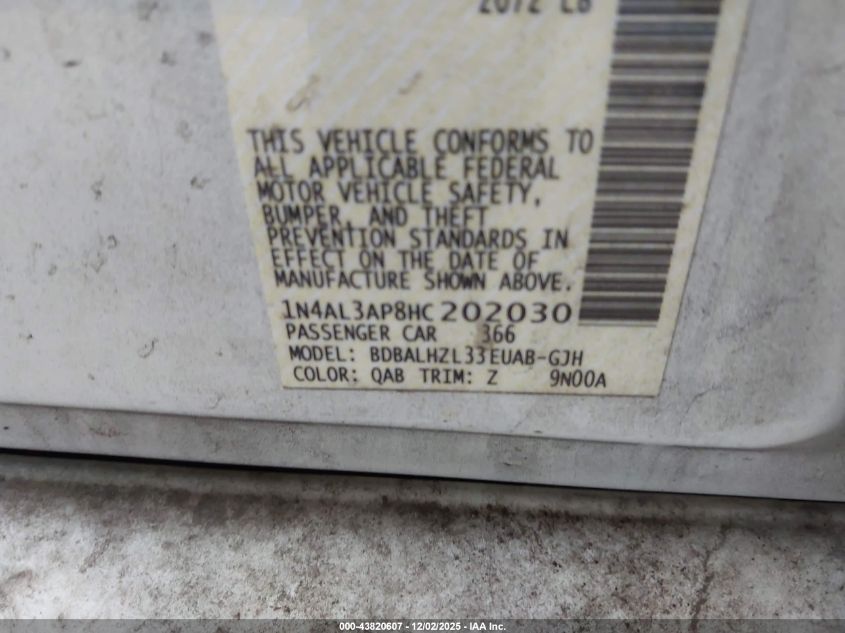 THIS VEHICLE CONFORMS TO
ALL APPLICABLE FEDERAL
MOTOR VEHICLE SAFETY,
BUMPER, AND THEFT
PREVENTION STANDARDS IN
EFFECT ON THE DATE OF
MANUFACTURE SHOWN ABOVE.
1N4AL3AP8HC202030
PASSENGER CAR 366
MODEL: BDBALHZL33EUAB-GJH
COLOR: QAB TRIM: Z 9N00A
000-43820607 - 12/02/2025 - IAA Inc.